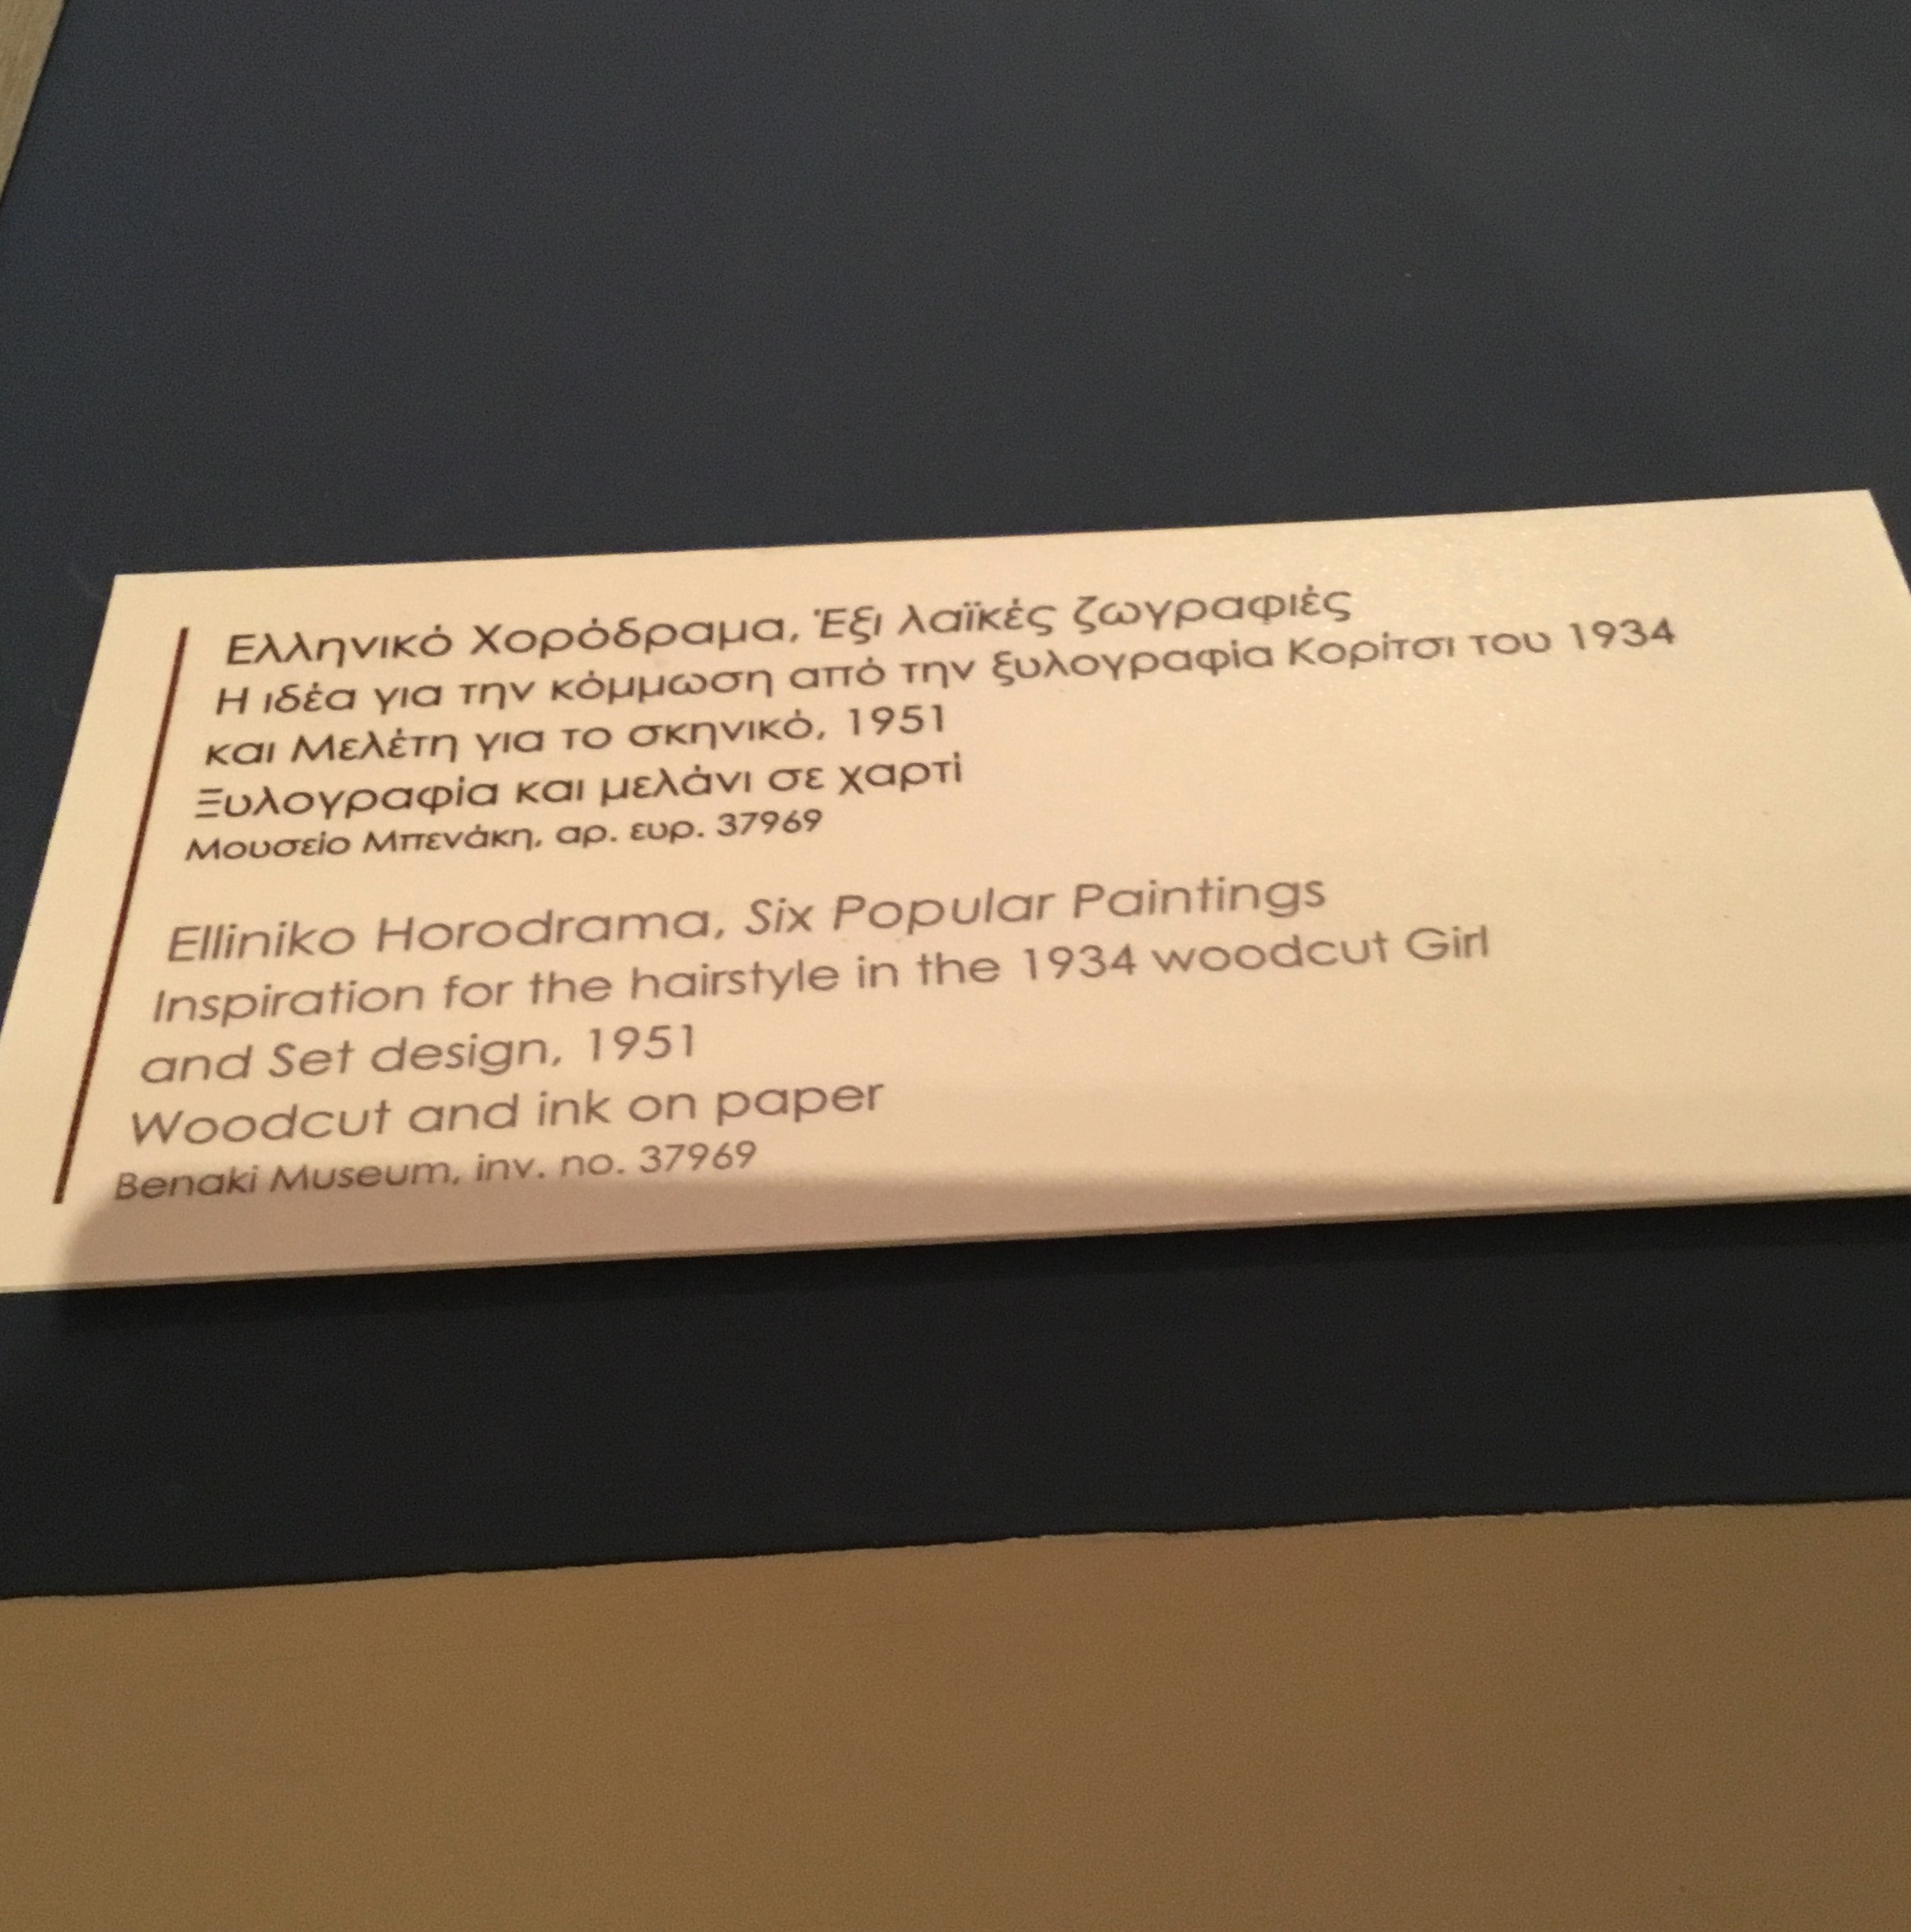 Ελληνικό Χορόδραμα, Έξι λαϊκές ζωγραφιές
Η ιδέα για την κόμμωση από την ξυλογραφία Κορίτσι του 1934
και Μελέτη για το σκηνικό, 1951
Ξυλογραφία και μελάνι σε χαρτί
Μουσείο Μπενάκη, αρ. ευρ. 37969
Elliniko Horodrama, Six Popular Paintings
Inspiration for the hairstyle in the 1934 woodcut Girl
and Set design, 1951
Woodcut and ink on paper
Benaki Museum, inv. no. 37969